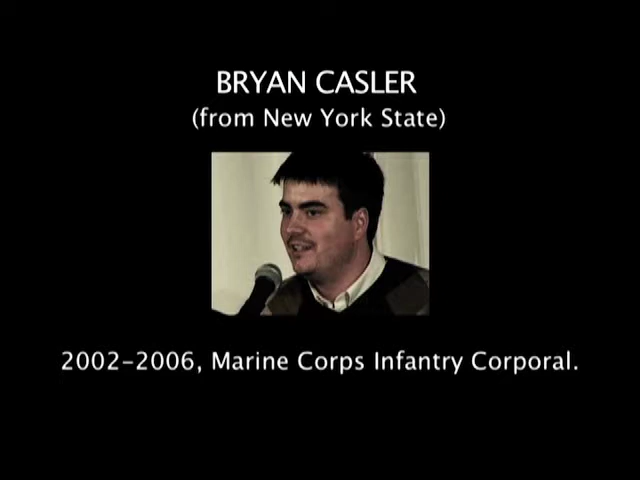 BRYAN CASLER
(from New York State)
2002-2006, Marine Corps Infantry Corporal.